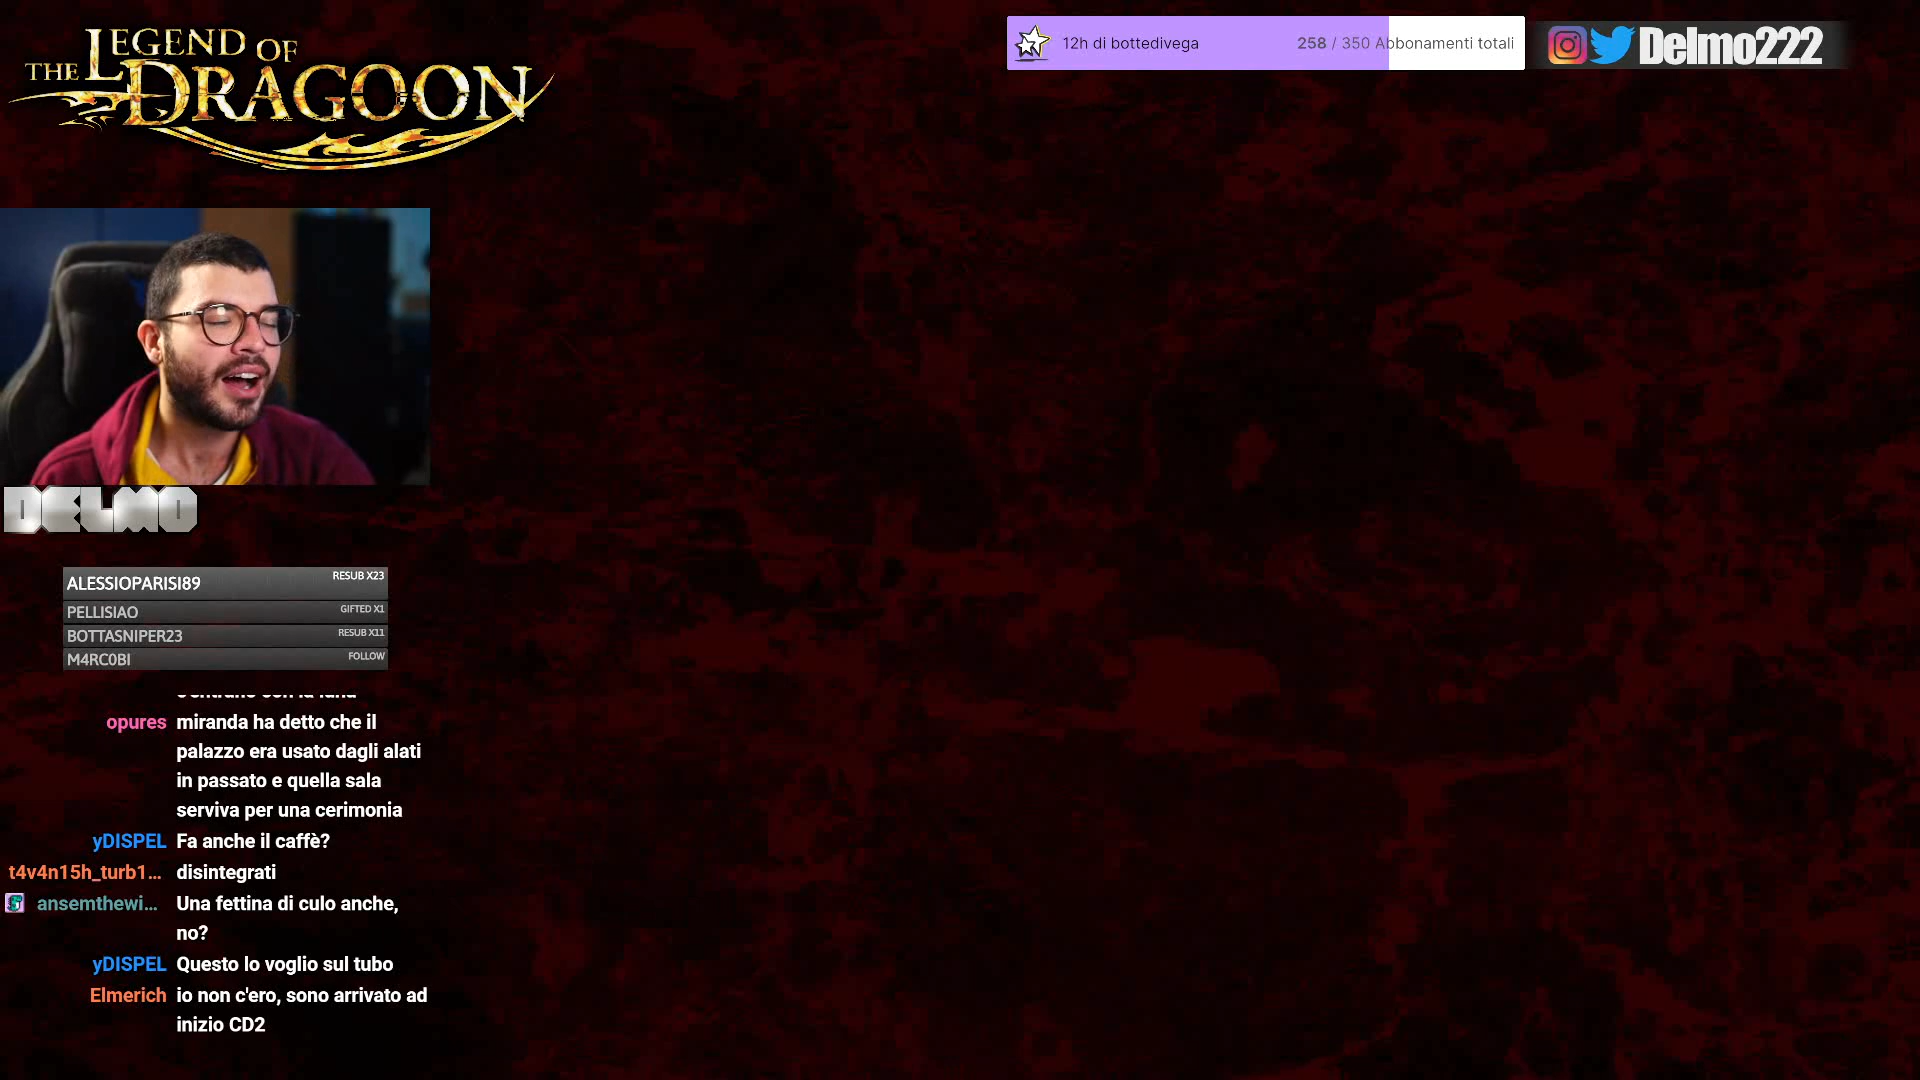 THE LEGEND OF
DRAGOON
12h di bottedivega
258 / 350 Abbonamenti totali
Delmo222
DELMO
ALESSIOPARISI89 RESUB X23
PELLISIAO GIFTED X1
BOTTASNIPER23 RESUB X11
M4RC0BI FOLLOW
opures miranda ha detto che il
palazzo era usato dagli alati
in passato e quella sala
serviva per una cerimonia
yDISPEL Fa anche il caffè?
t4v4n15h_turb1... disintegrati
ansemthewi... Una fettina di culo anche,
no?
yDISPEL Questo lo voglio sul tubo
Elmerich io non c'ero, sono arrivato ad
inizio CD2